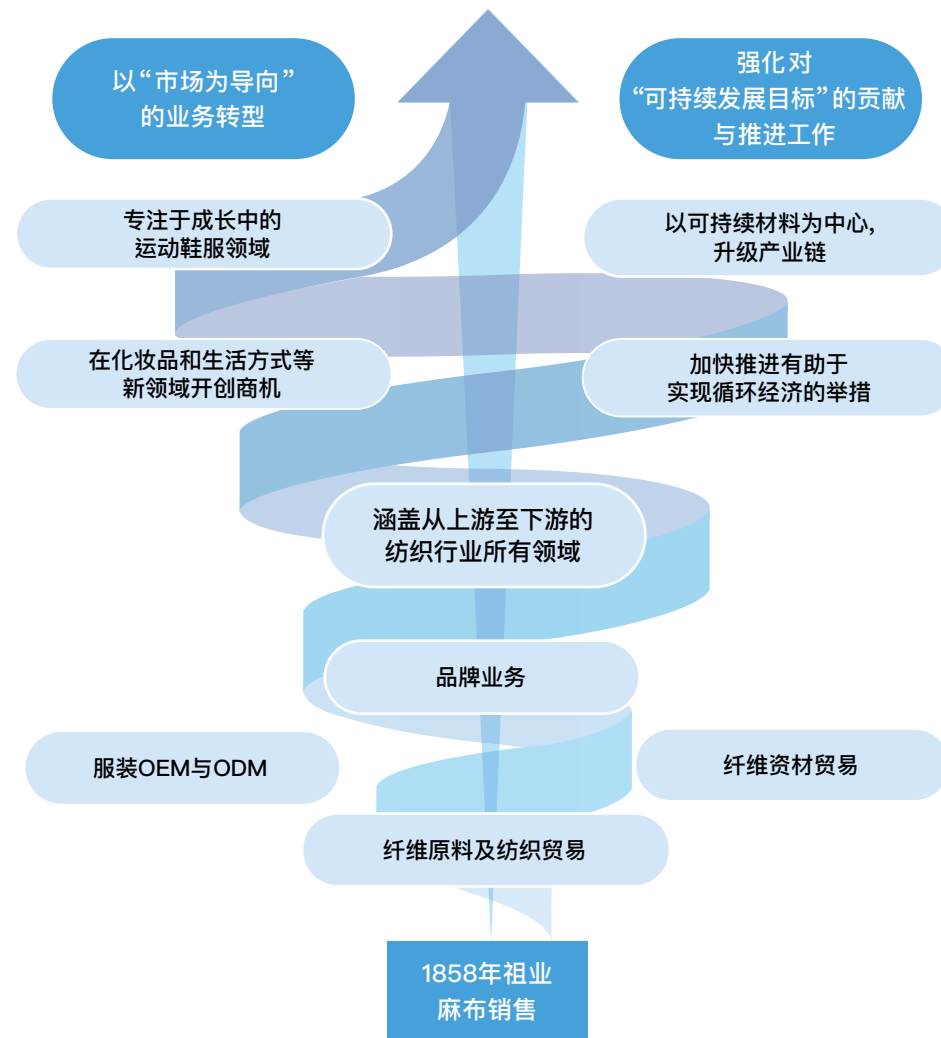 以“市场为导向”
的业务转型
强化对
“可持续发展目标”的贡献
与推进工作
专注于成长中的
运动鞋服领域
以可持续材料为中心,
升级产业链
在化妆品和生活方式等
新领域开创商机
加快推进有助于
实现循环经济的举措
涵盖从上游至下游的
纺织行业所有领域
品牌业务
服装OEM与ODM
纤维资材贸易
纤维原料及纺织贸易
1858年祖业
麻布销售